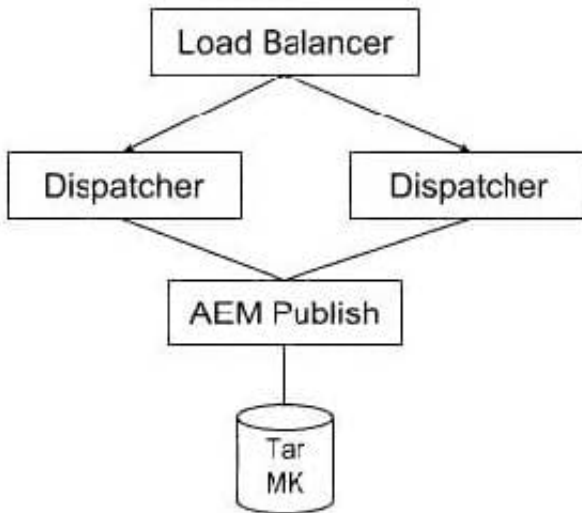 Load Balancer
Dispatcher
Dispatcher
AEM Publish
Tar
MK